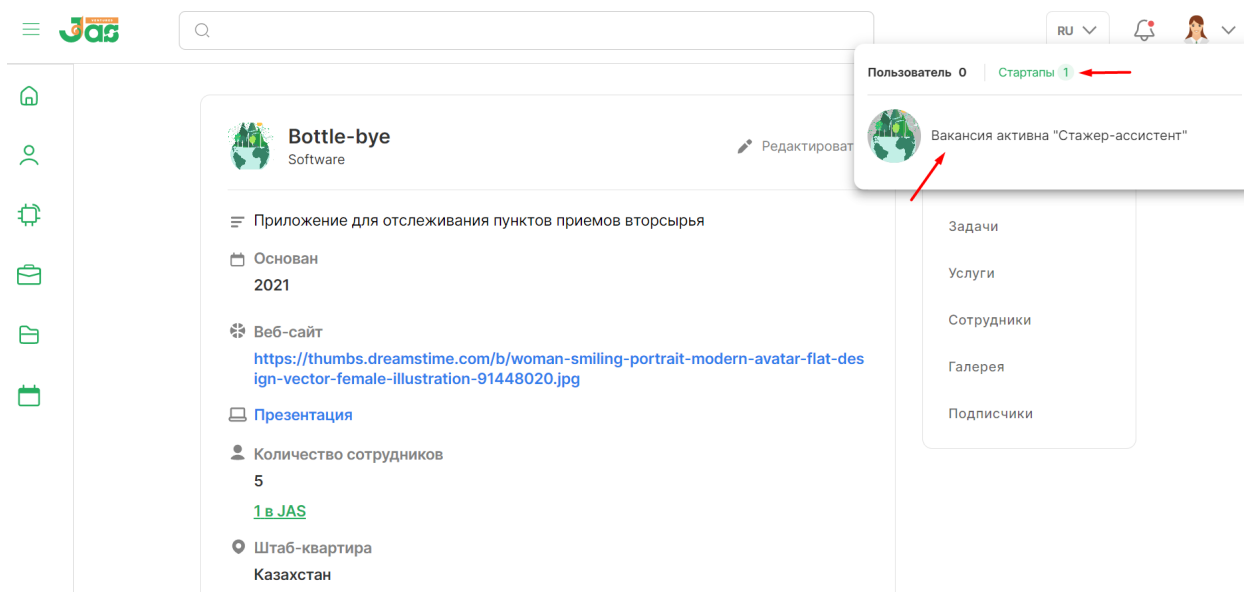 Jas
RU
Пользователь 0
Стартапы 1
Вакансия активна "Стажер-ассистент"
Bottle-bye
Software
Редактироват
Приложение для отслеживания пунктов приемов вторсырья
Основан
2021
Веб-сайт
https://thumbs.dreamstime.com/b/woman-smiling-portrait-modern-avatar-flat-des
ign-vector-female-illustration-91448020.jpg
Презентация
Количество сотрудников
5
1 в JAS
Штаб-квартира
Казахстан
Задачи
Услуги
Сотрудники
Галерея
Подписчики